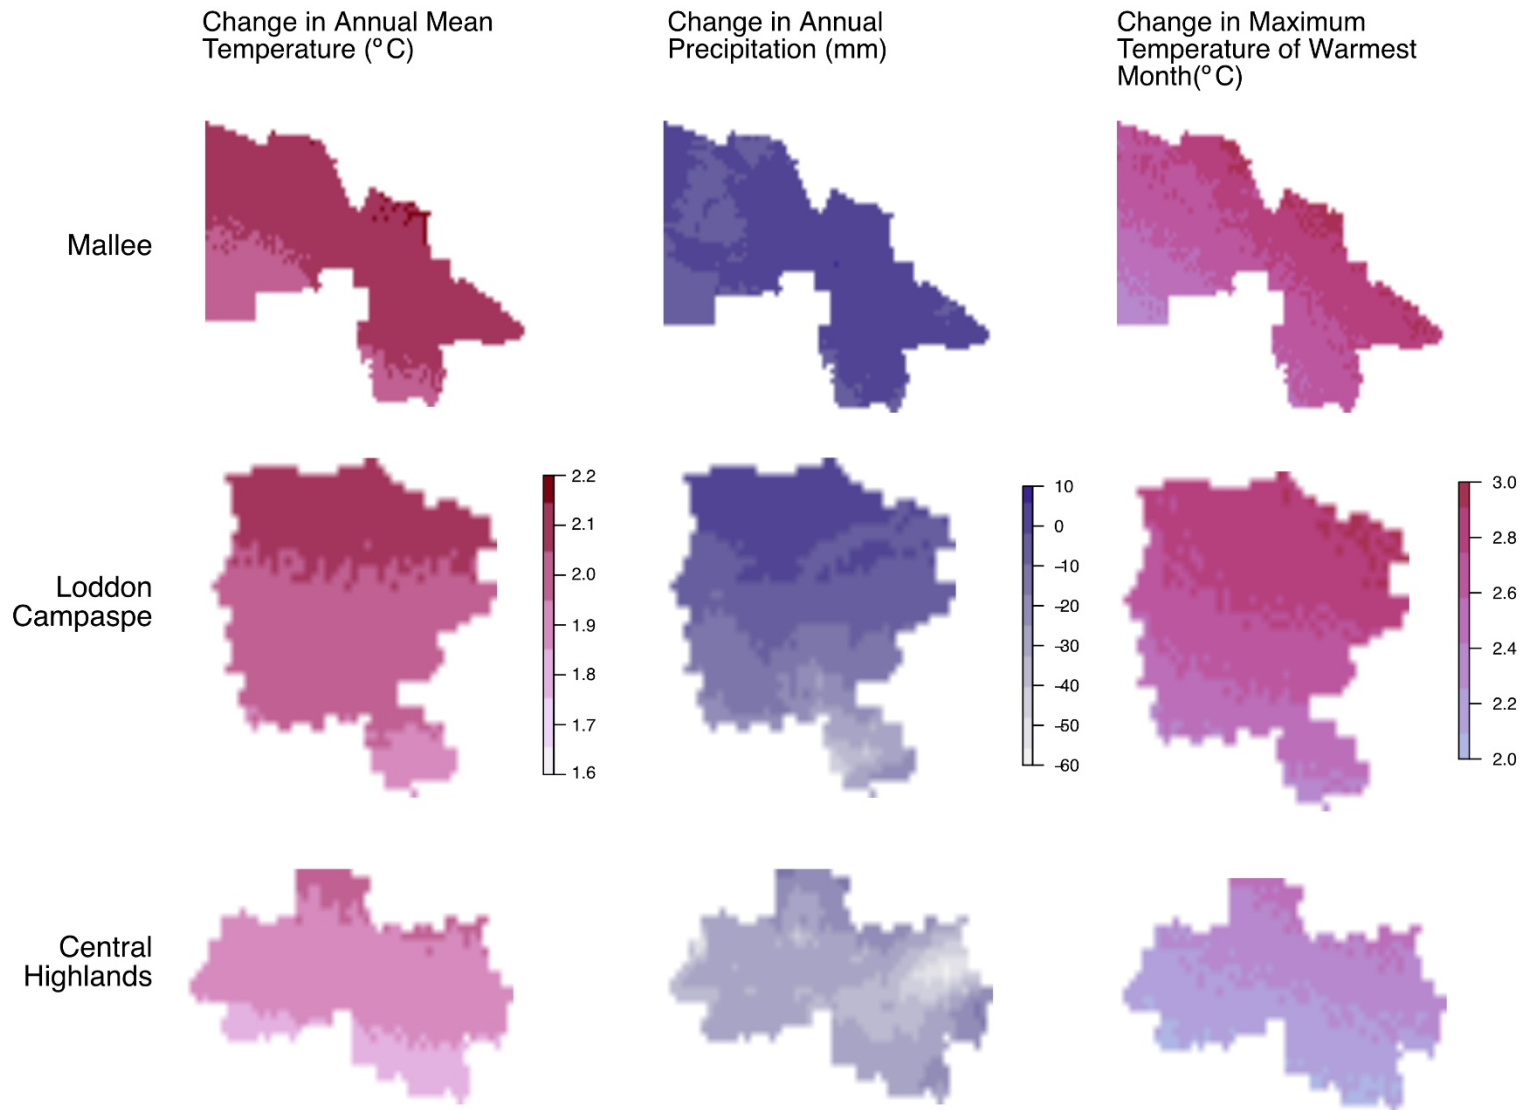 Change in Annual Mean
Temperature (°C)
Change in Annual
Precipitation (mm)
Change in Maximum
Temperature of Warmest
Month(°C)
Mallee
Loddon
Campaspe
2.2
2.1
2.0
1.9
1.8
1.7
1.6
10
0
-10
-20
-30
-40
-50
-60
3.0
2.8
2.6
2.4
2.2
2.0
Central
Highlands